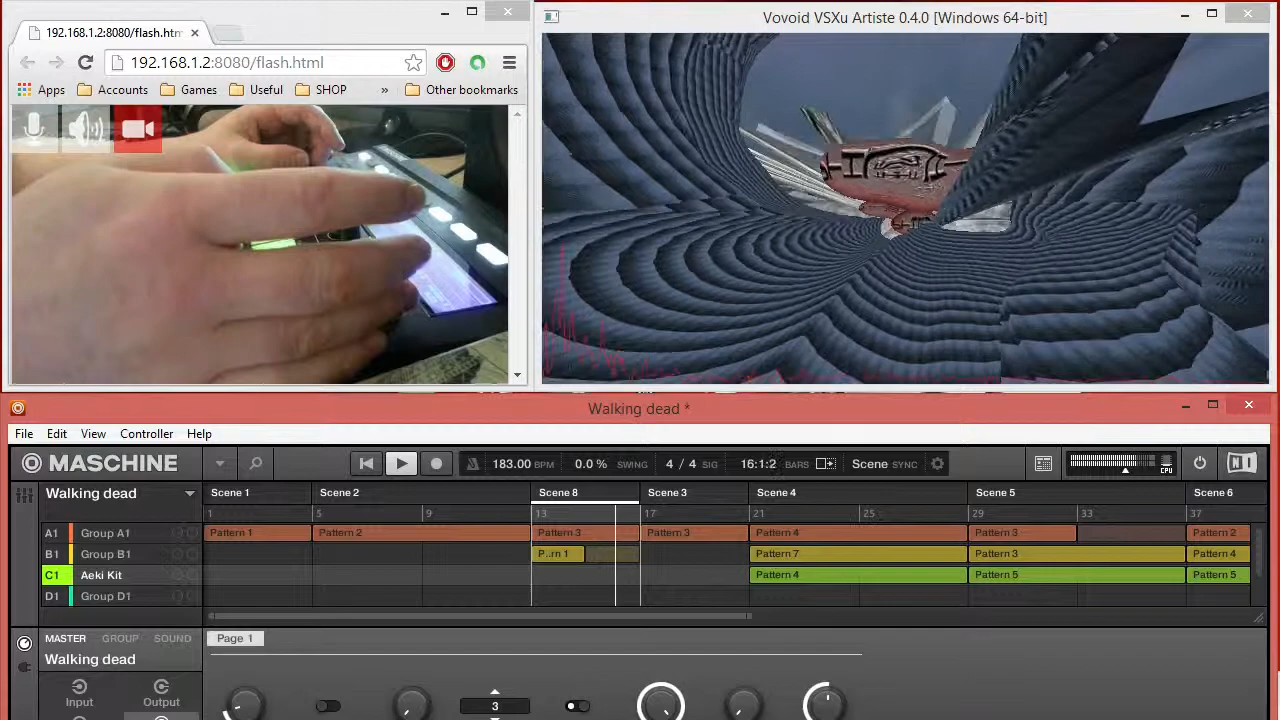 192.168.1.2:8080/flash.htm
192.168.1.2:8080/flash.html
Apps Accounts Games Useful SHOP » Other bookmarks
Vovoid VSXu Artiste 0.4.0 [Windows 64-bit]
Walking dead *
File Edit View Controller Help
MASCHINE 183.00 BPM 0.0 % SWING 4 / 4 SIG 16:1:2 BARS Scene SYNC CPU NI
Walking dead Scene 1 Scene 2 Scene 8 Scene 3 Scene 4 Scene 5 Scene 6
1 5 9 13 17 21 25 29 33 37
A1 Group A1 Pattern 1 Pattern 2 Pattern 3 Pattern 3 Pattern 4 Pattern 3 Pattern 2
B1 Group B1 P...rn 1 Pattern 7 Pattern 3 Pattern 4
C1 Aeki Kit Pattern 4 Pattern 5 Pattern 5
D1 Group D1
MASTER GROUP SOUND Page 1
Walking dead
Input Output 3